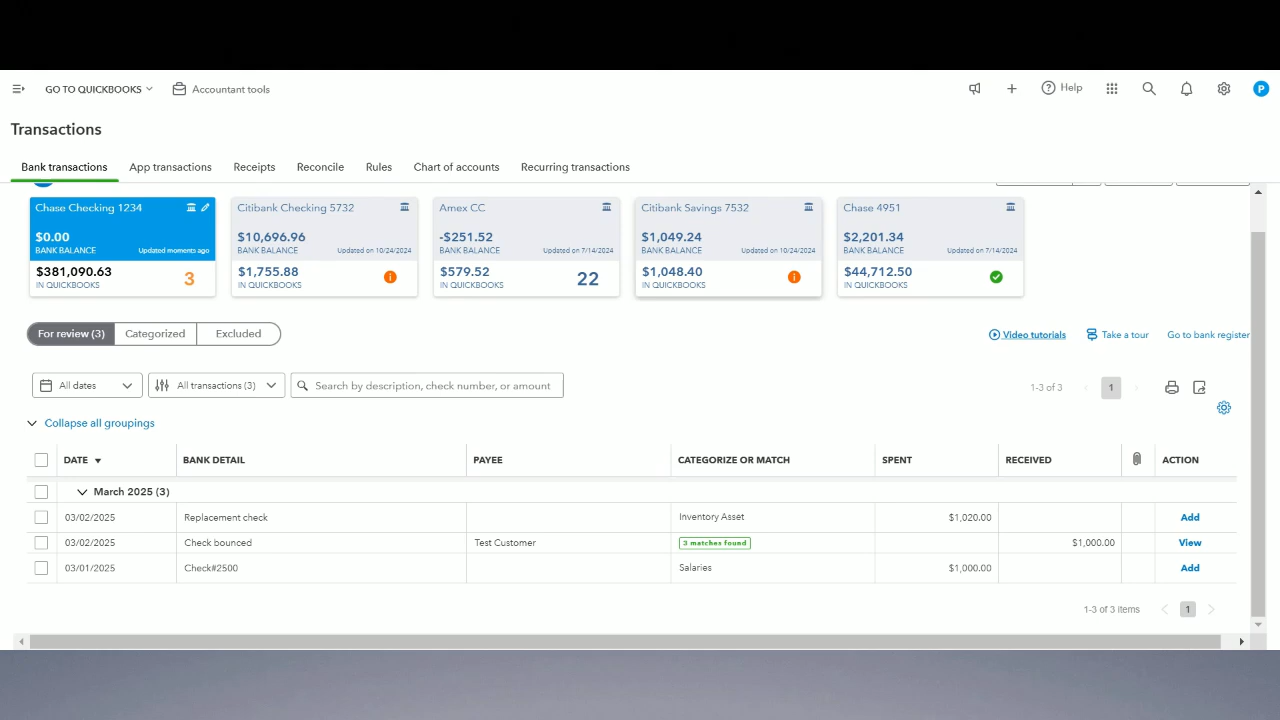 GO TO QUICKBOOKS Accountant tools Help P
Transactions
Bank transactions App transactions Receipts Reconcile Rules Chart of accounts Recurring transactions
Chase Checking 1234 Citibank Checking 5732 Amex CC Citibank Savings 7532 Chase 4951
$0.00 $10,696.96 -$251.52 $1,049.24 $2,201.34
BANK BALANCE Updated moments ago BANK BALANCE Updated on 10/24/2024 BANK BALANCE Updated on 7/14/2024 BANK BALANCE Updated on 10/24/2024 BANK BALANCE Updated on 7/14/2024
$381,090.63 3 $1,755.88 $579.52 22 $1,048.40 $44,712.50
IN QUICKBOOKS IN QUICKBOOKS IN QUICKBOOKS IN QUICKBOOKS IN QUICKBOOKS
For review (3) Categorized Excluded Video tutorials Take a tour Go to bank register
All dates All transactions (3) Search by description, check number, or amount 1-3 of 3 1
Collapse all groupings
DATE BANK DETAIL PAYEE CATEGORIZE OR MATCH SPENT RECEIVED ACTION
March 2025 (3)
03/02/2025 Replacement check Inventory Asset $1,020.00 Add
03/02/2025 Check bounced Test Customer 3 matches found $1,000.00 View
03/01/2025 Check#2500 Salaries $1,000.00 Add
1-3 of 3 items 1